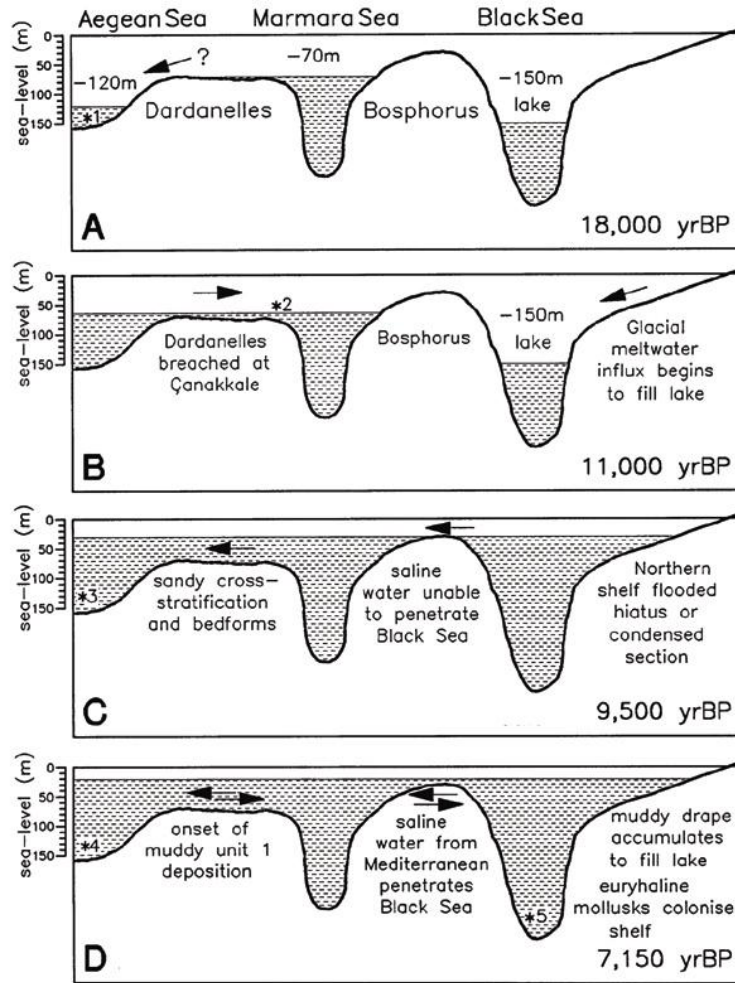 Aegean Sea Marmara Sea Black Sea
sea-level (m)
0
50
100
150
-120m
?
-70m
-150m
lake
*1
Dardanelles
Bosphorus
A
18,000 yrBP
sea-level (m)
0
50
100
150
*2
-150m
lake
Dardanelles
breached at
Çanakkale
Bosphorus
Glacial
meltwater
influx begins
to fill lake
B
11,000 yrBP
sea-level (m)
0
50
100
150
*3
sandy cross-
stratification
and bedforms
saline
water unable
to penetrate
Black Sea
Northern
shelf flooded
hiatus or
condensed
section
C
9,500 yrBP
sea-level (m)
0
50
100
150
*4
onset of
muddy unit 1
deposition
saline
water from
Mediterranean
penetrates
Black Sea
*5
muddy drape
accumulates
to fill lake
euryhaline
mollusks colonise
shelf
D
7,150 yrBP